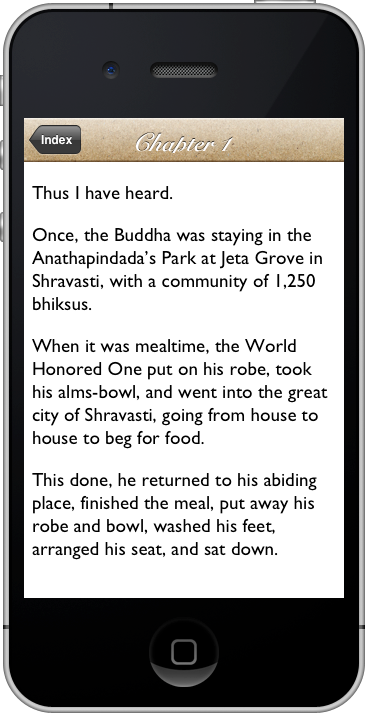 Index
Chapter 1
Thus I have heard.
Once, the Buddha was staying in the
Anathapindada's Park at Jeta Grove in
Shravasti, with a community of 1,250
bhiksus.
When it was mealtime, the World
Honored One put on his robe, took
his alms-bowl, and went into the great
city of Shravasti, going from house to
house to beg for food.
This done, he returned to his abiding
place, finished the meal, put away his
robe and bowl, washed his feet,
arranged his seat, and sat down.